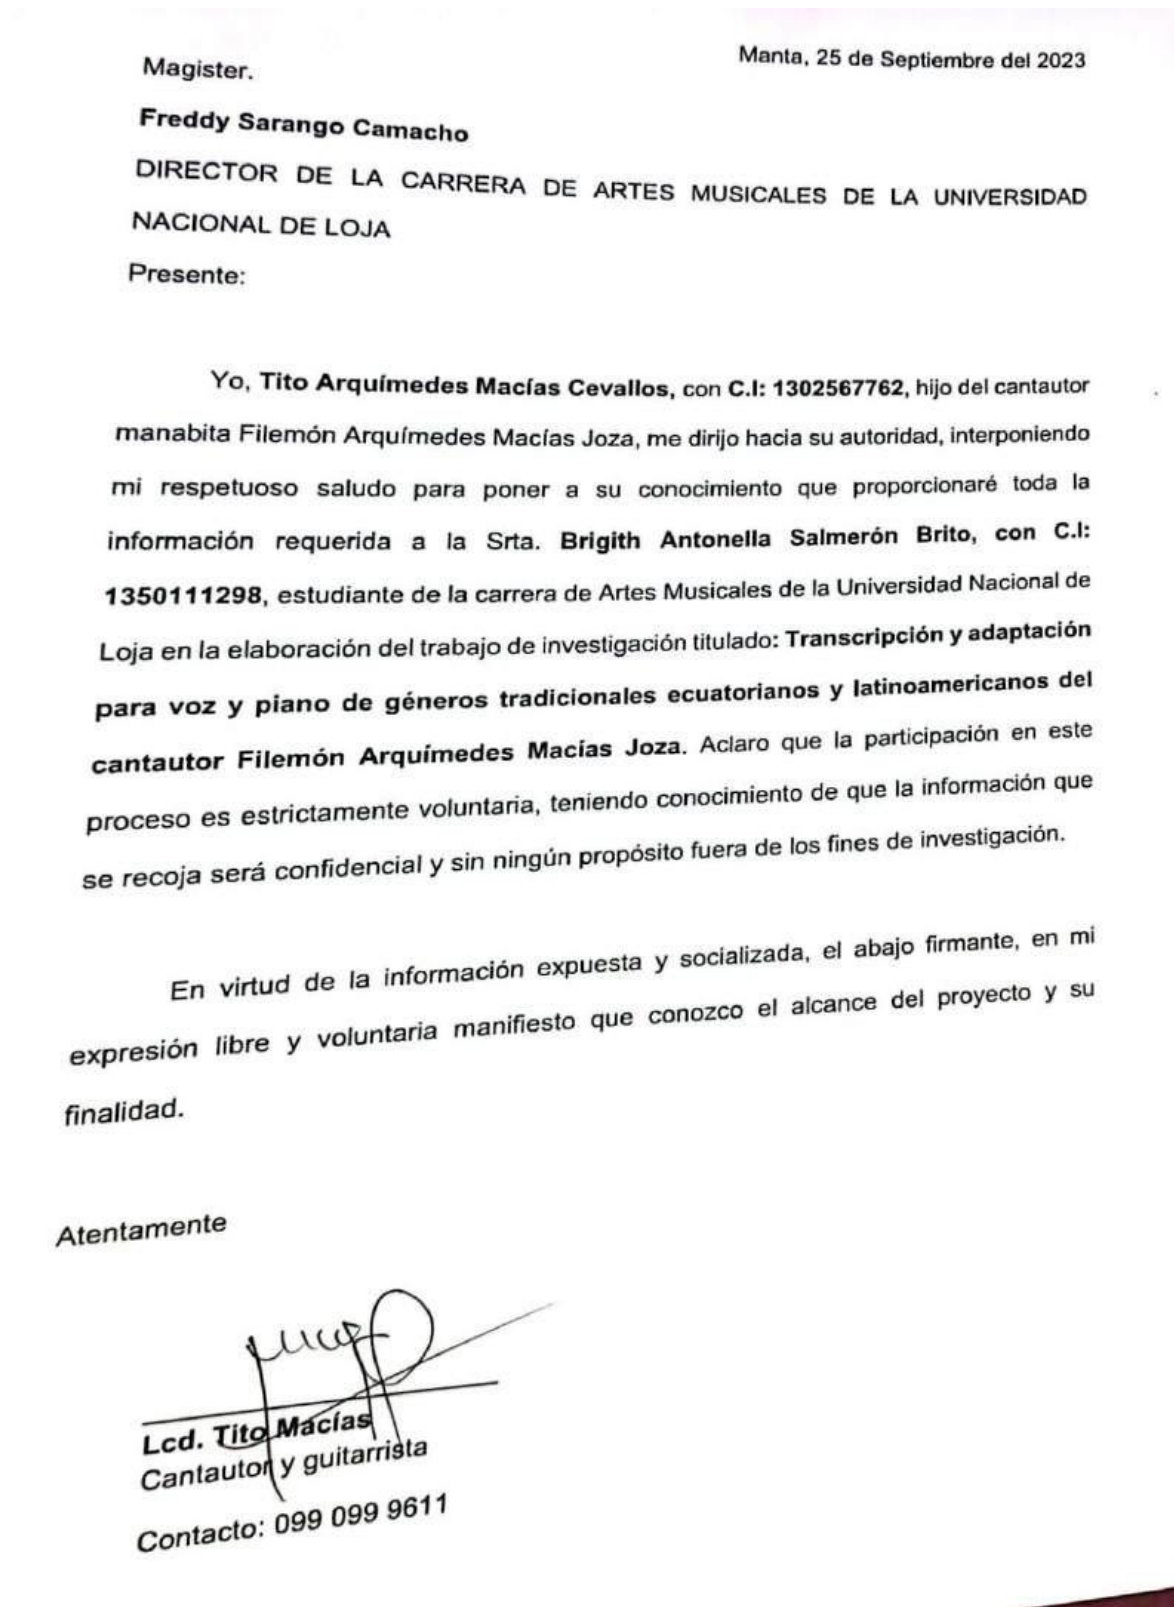 Manta, 25 de Septiembre del 2023
Magister.
Freddy Sarango Camacho
DIRECTOR DE LA CARRERA DE ARTES MUSICALES DE LA UNIVERSIDAD
NACIONAL DE LOJA
Presente:
Yo, Tito Arquímedes Macías Cevallos, con C.I: 1302567762, hijo del cantautor
manabita Filemón Arquímedes Macías Joza, me dirijo hacia su autoridad, interponiendo
mi respetuoso saludo para poner a su conocimiento que proporcionaré toda la
información requerida a la Srta. Brigith Antonella Salmerón Brito, con C.I:
1350111298, estudiante de la carrera de Artes Musicales de la Universidad Nacional de
Loja en la elaboración del trabajo de investigación titulado: Transcripción y adaptación
para voz y piano de géneros tradicionales ecuatorianos y latinoamericanos del
cantautor Filemón Arquímedes Macías Joza. Aclaro que la participación en este
proceso es estrictamente voluntaria, teniendo conocimiento de que la información que
se recoja será confidencial y sin ningún propósito fuera de los fines de investigación.
En virtud de la información expuesta y socializada, el abajo firmante, en mi
expresión libre y voluntaria manifiesto que conozco el alcance del proyecto y su
finalidad.
Atentamente
Lcd. Tito Macías
Cantautor y guitarrista
Contacto: 099 099 9611